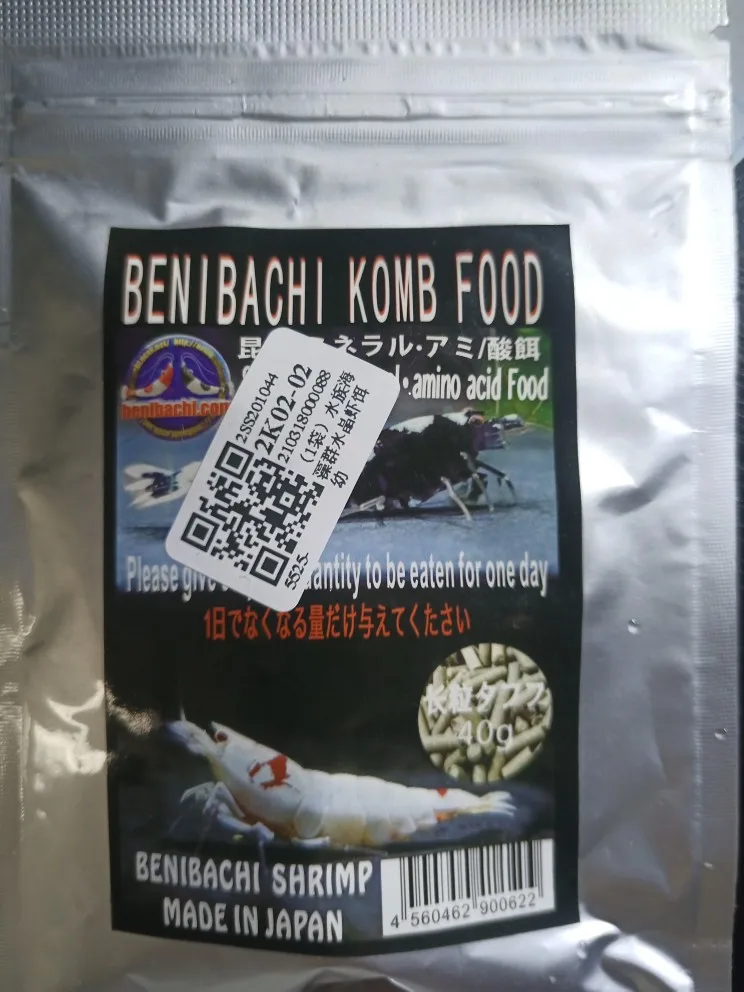 BENIBACHI KOMB FOOD
昆 ネラル・アミ/酸餌
.amino acid Food
benibachi.com
25S201044
2K02-02
210318000088
(1袋) 水族海
藻群水晶虾饵
幼
5S25-
Please give antity to be eaten for one day
1日でなくなる量だけ与えてください
长粒タフフ
40g
BENIBACHI SHRIMP
MADE IN JAPAN
4 560462 900622